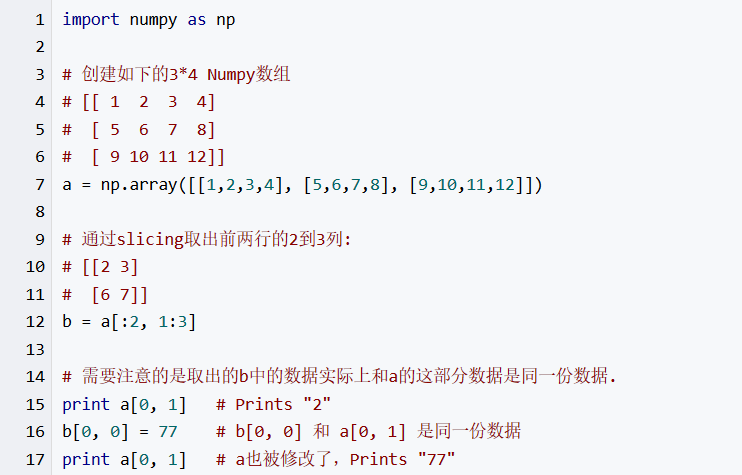 1 import numpy as np
2
3 # 创建如下的3*4 Numpy数组
4 # [[ 1  2  3  4]
5 #  [ 5  6  7  8]
6 #  [ 9 10 11 12]]
7 a = np.array([[1,2,3,4], [5,6,7,8], [9,10,11,12]])
8
9 # 通过slicing取出前两行的2到3列:
10 # [[2 3]
11 #  [6 7]]
12 b = a[:2, 1:3]
13
14 # 需要注意的是取出的b中的数据实际上和a的这部分数据是同一份数据.
15 print a[0, 1]   # Prints "2"
16 b[0, 0] = 77    # b[0, 0] 和 a[0, 1] 是同一份数据
17 print a[0, 1]   # a也被修改了，Prints "77"